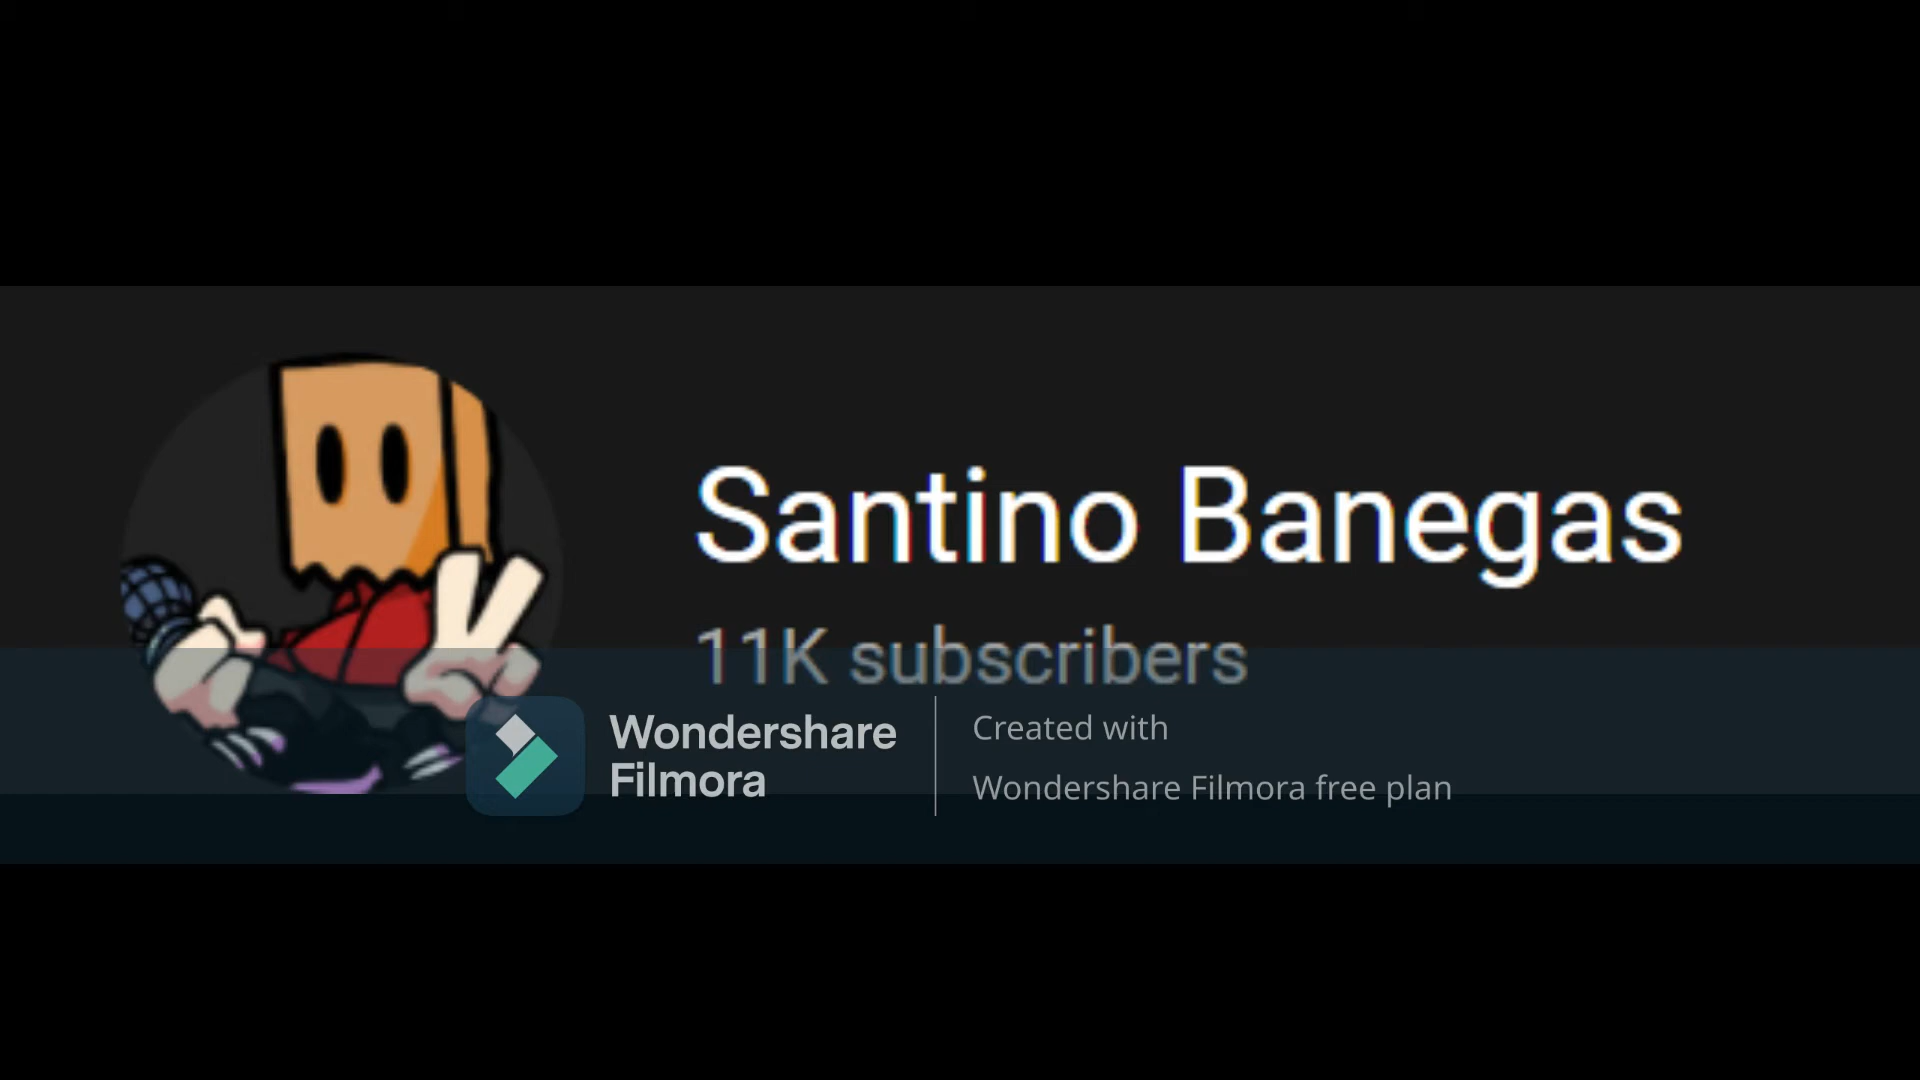 Santino Banegas
11K subscribers
Wondershare
Filmora
Created with
Wondershare Filmora free plan